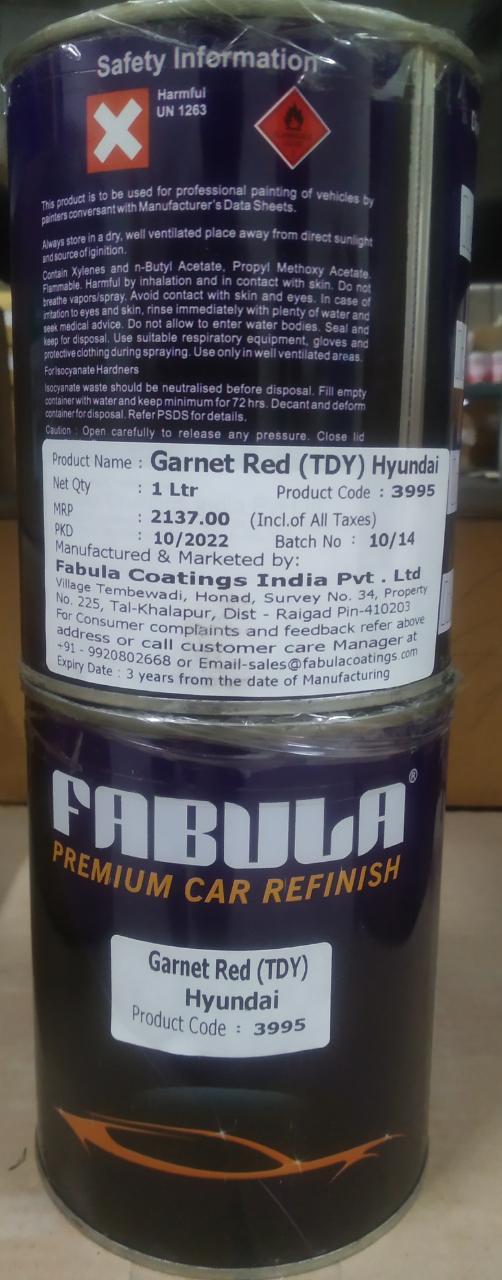 Safety Information
Harmful
UN 1263
This product is to be used for professional painting of vehicles by
painters conversant with Manufacturer's Data Sheets.
Always store in a dry, well ventilated place away from direct sunlight
and source of iginition.
Contain Xylenes and n-Butyl Acetate, Propyl Methoxy Acetate.
Flammable. Harmful by inhalation and in contact with skin. Do not
breathe vapors/spray. Avoid contact with skin and eyes. In case of
irritation to eyes and skin, rinse immediately with plenty of water and
seek medical advice. Do not allow to enter water bodies. Seal and
keep for disposal. Use suitable respiratory equipment, gloves and
protective clothing during spraying. Use only in well ventilated areas.
For Isocyanate Hardners
Isocyanate waste should be neutralised before disposal. Fill empty
container with water and keep minimum for 72 hrs. Decant and deform
container for disposal. Refer PSDS for details.
Caution : Open carefully to release any pressure. Close lid
Product Name : Garnet Red (TDY) Hyundai
Net Qty : 1 Ltr Product Code : 3995
MRP : 2137.00 (Incl.of All Taxes)
PKD : 10/2022 Batch No : 10/14
Manufactured & Marketed by:
Fabula Coatings India Pvt . Ltd
Village Tembewadi, Honad, Survey No. 34, Property
No. 225, Tal-Khalapur, Dist - Raigad Pin-410203
For Consumer complaints and feedback refer above
address or call customer care Manager at
+91 - 9920802668 or Email-sales@fabulacoatings.com
Expiry Date : 3 years from the date of Manufacturing
FABULA®
PREMIUM CAR REFINISH
Garnet Red (TDY)
Hyundai
Product Code : 3995